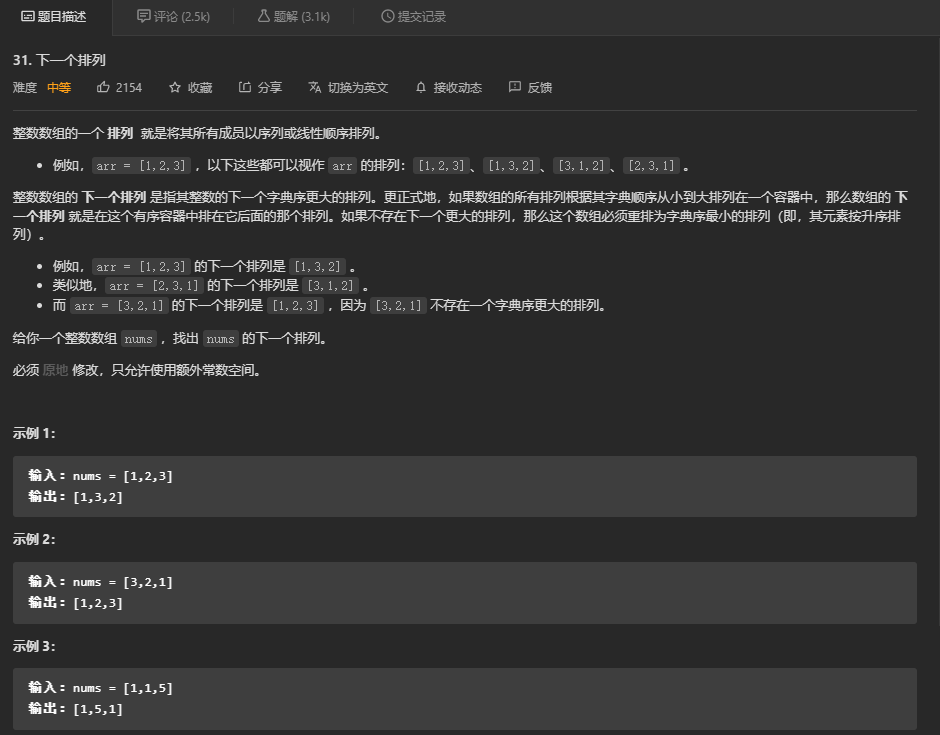 题目描述 评论 (2.5k) 题解 (3.1k) 提交记录
31. 下一个排列
难度 中等 2154 收藏 分享 切换为英文 接收动态 反馈
整数数组的一个 排列 就是将其所有成员以序列或线性顺序排列。
例如，arr = [1,2,3] ，以下这些都可以视作 arr 的排列：[1,2,3]、[1,3,2]、[3,1,2]、[2,3,1] 。
整数数组的 下一个排列 是指其整数的下一个字典序更大的排列。更正式地，如果数组的所有排列根据其字典顺序从小到大排列在一个容器中，那么数组的 下
一个排列 就是在这个有序容器中排在它后面的那个排列。如果不存在下一个更大的排列，那么这个数组必须重排为字典序最小的排列（即，其元素按升序排
列）。
例如，arr = [1,2,3] 的下一个排列是 [1,3,2] 。
类似地，arr = [2,3,1] 的下一个排列是 [3,1,2] 。
而 arr = [3,2,1] 的下一个排列是 [1,2,3] ，因为 [3,2,1] 不存在一个字典序更大的排列。
给你一个整数数组 nums ，找出 nums 的下一个排列。
必须 原地 修改，只允许使用额外常数空间。
示例 1：
输入：nums = [1,2,3]
输出：[1,3,2]
示例 2：
输入：nums = [3,2,1]
输出：[1,2,3]
示例 3：
输入：nums = [1,1,5]
输出：[1,5,1]